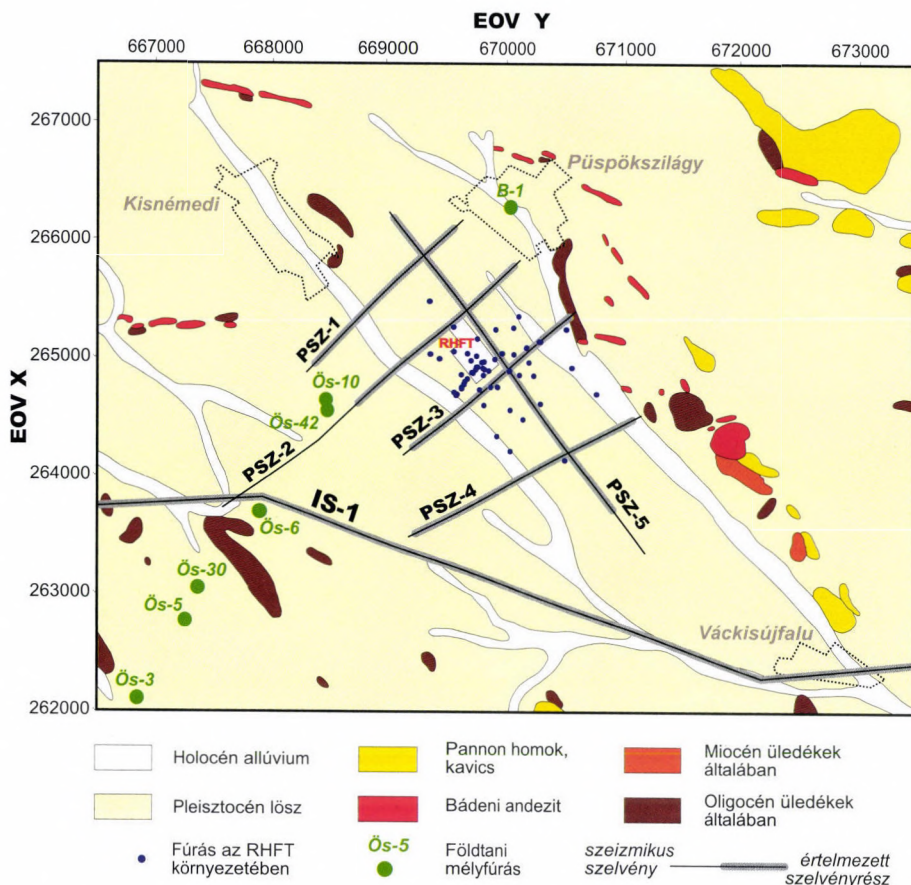 EOV Y
667000 668000 669000 670000 671000 672000 673000
EOV X
267000
266000
265000
264000
263000
262000
Kisnémedi
Püspökszilágy
B-1
PSZ-1
RHFT
Ös-10
Ös-42
PSZ-2
PSZ-3
PSZ-4
PSZ-5
IS-1
Ös-6
Ös-30
Ös-5
Ös-3
Váckisújfalu
Holocén allúvium
Pannon homok,
kavics
Miocén üledékek
általában
Pleisztocén lösz
Bádeni andezit
Oligocén üledékek
általában
Fúrás az RHFT
környezetében
Ös-5
Földtani
mélyfúrás
szeizmikus
szelvény
értelmezett
szelvényrész